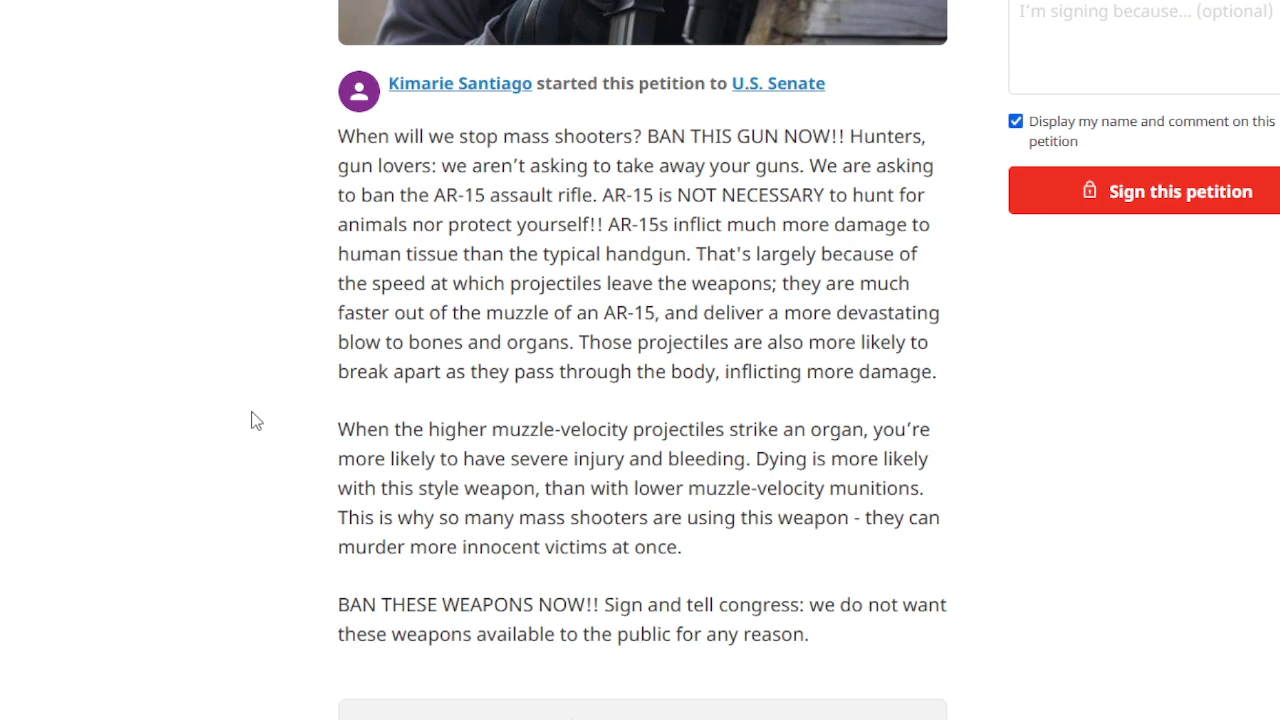 I'm signing because... (optional)
Kimarie Santiago started this petition to U.S. Senate
Display my name and comment on this
petition
Sign this petition
When will we stop mass shooters? BAN THIS GUN NOW!! Hunters,
gun lovers: we aren’t asking to take away your guns. We are asking
to ban the AR-15 assault rifle. AR-15 is NOT NECESSARY to hunt for
animals nor protect yourself!! AR-15s inflict much more damage to
human tissue than the typical handgun. That's largely because of
the speed at which projectiles leave the weapons; they are much
faster out of the muzzle of an AR-15, and deliver a more devastating
blow to bones and organs. Those projectiles are also more likely to
break apart as they pass through the body, inflicting more damage.
When the higher muzzle-velocity projectiles strike an organ, you’re
more likely to have severe injury and bleeding. Dying is more likely
with this style weapon, than with lower muzzle-velocity munitions.
This is why so many mass shooters are using this weapon - they can
murder more innocent victims at once.
BAN THESE WEAPONS NOW!! Sign and tell congress: we do not want
these weapons available to the public for any reason.